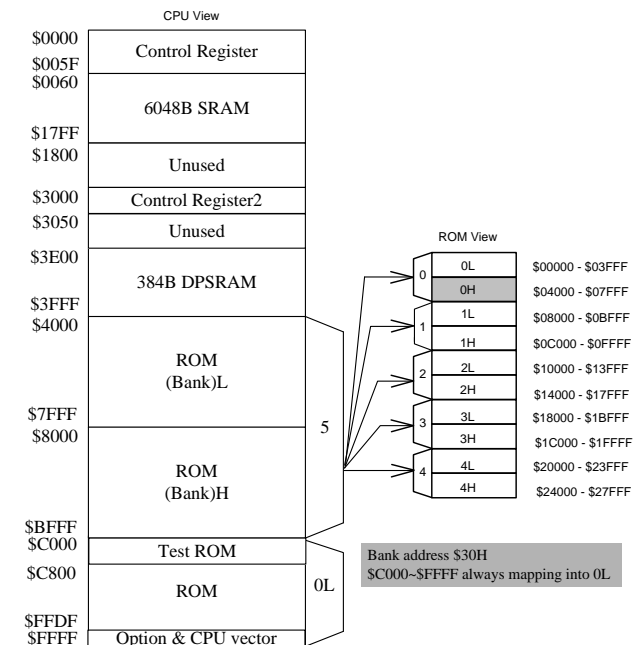 CPU View
$0000
Control Register
$005F
$0060
6048B SRAM
$17FF
$1800
Unused
$3000
Control Register2
$3050
Unused
$3E00
384B DPSRAM
$3FFF
$4000
ROM
(Bank)L
$7FFF
$8000
ROM
(Bank)H
$BFFF
$C000
Test ROM
$C800
ROM
$FFDF
$FFFF
Option & CPU vector
5
0L
ROM View
0
0L
$00000 - $03FFF
0H
$04000 - $07FFF
1
1L
$08000 - $0BFFF
1H
$0C000 - $0FFFF
2
2L
$10000 - $13FFF
2H
$14000 - $17FFF
3
3L
$18000 - $1BFFF
3H
$1C000 - $1FFFF
4
4L
$20000 - $23FFF
4H
$24000 - $27FFF
Bank address $30H
$C000~$FFFF always mapping into 0L